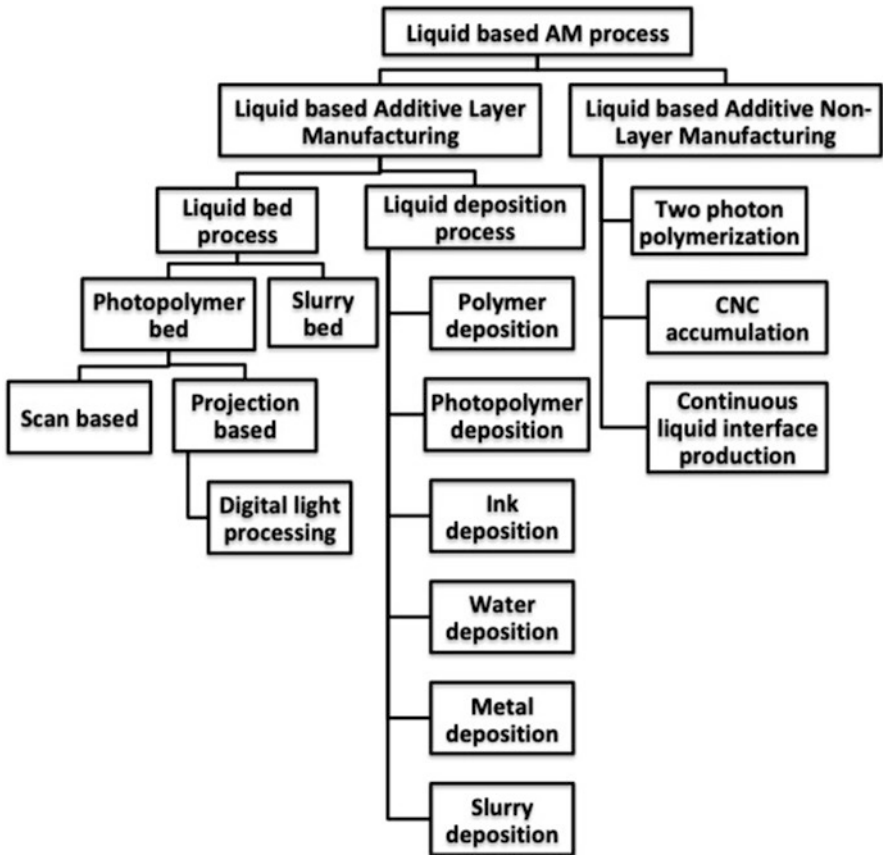 Liquid based AM process
Liquid based Additive Layer
Manufacturing
Liquid based Additive Non-
Layer Manufacturing
Liquid bed
process
Liquid deposition
process
Two photon
polymerization
Photopolymer
bed
Slurry
bed
Polymer
deposition
CNC
accumulation
Scan based
Projection
based
Photopolymer
deposition
Continuous
liquid interface
production
Digital light
processing
Ink
deposition
Water
deposition
Metal
deposition
Slurry
deposition